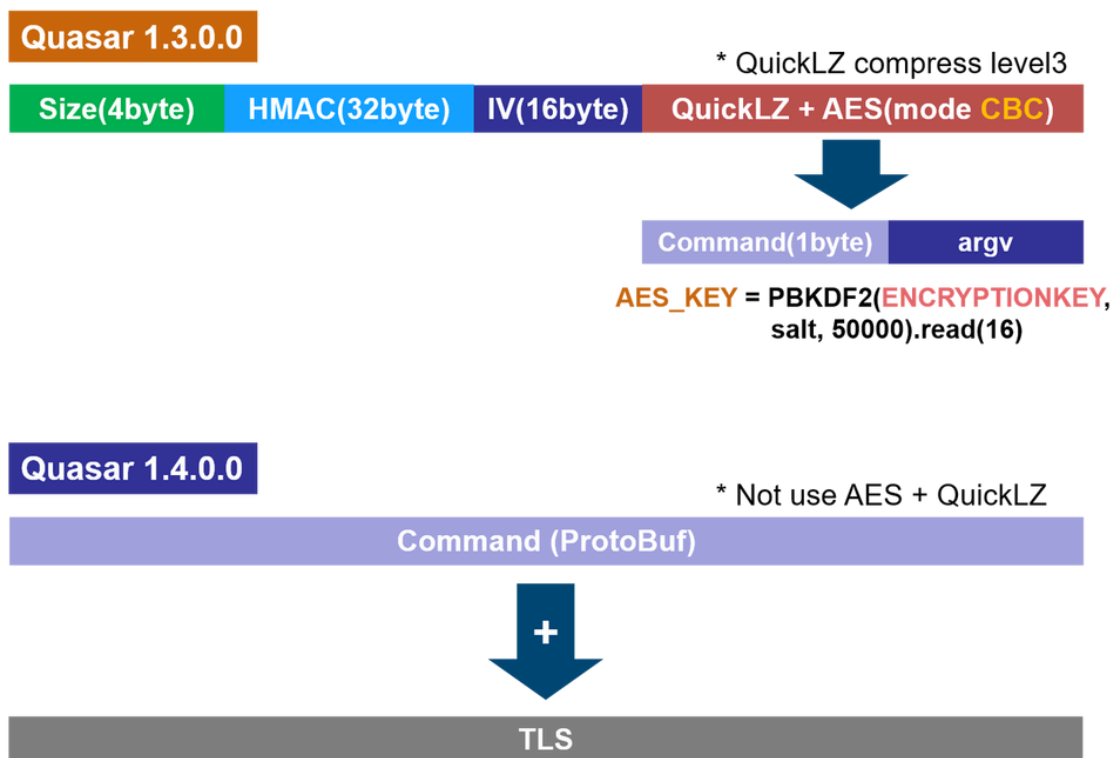 Quasar 1.3.0.0
* QuickLZ compress level3
Size(4byte) HMAC(32byte) IV(16byte) QuickLZ + AES(mode CBC)
Command(1byte) argv
AES_KEY = PBKDF2(ENCRYPTIONKEY,
salt, 50000).read(16)
Quasar 1.4.0.0
* Not use AES + QuickLZ
Command (ProtoBuf)
+
TLS